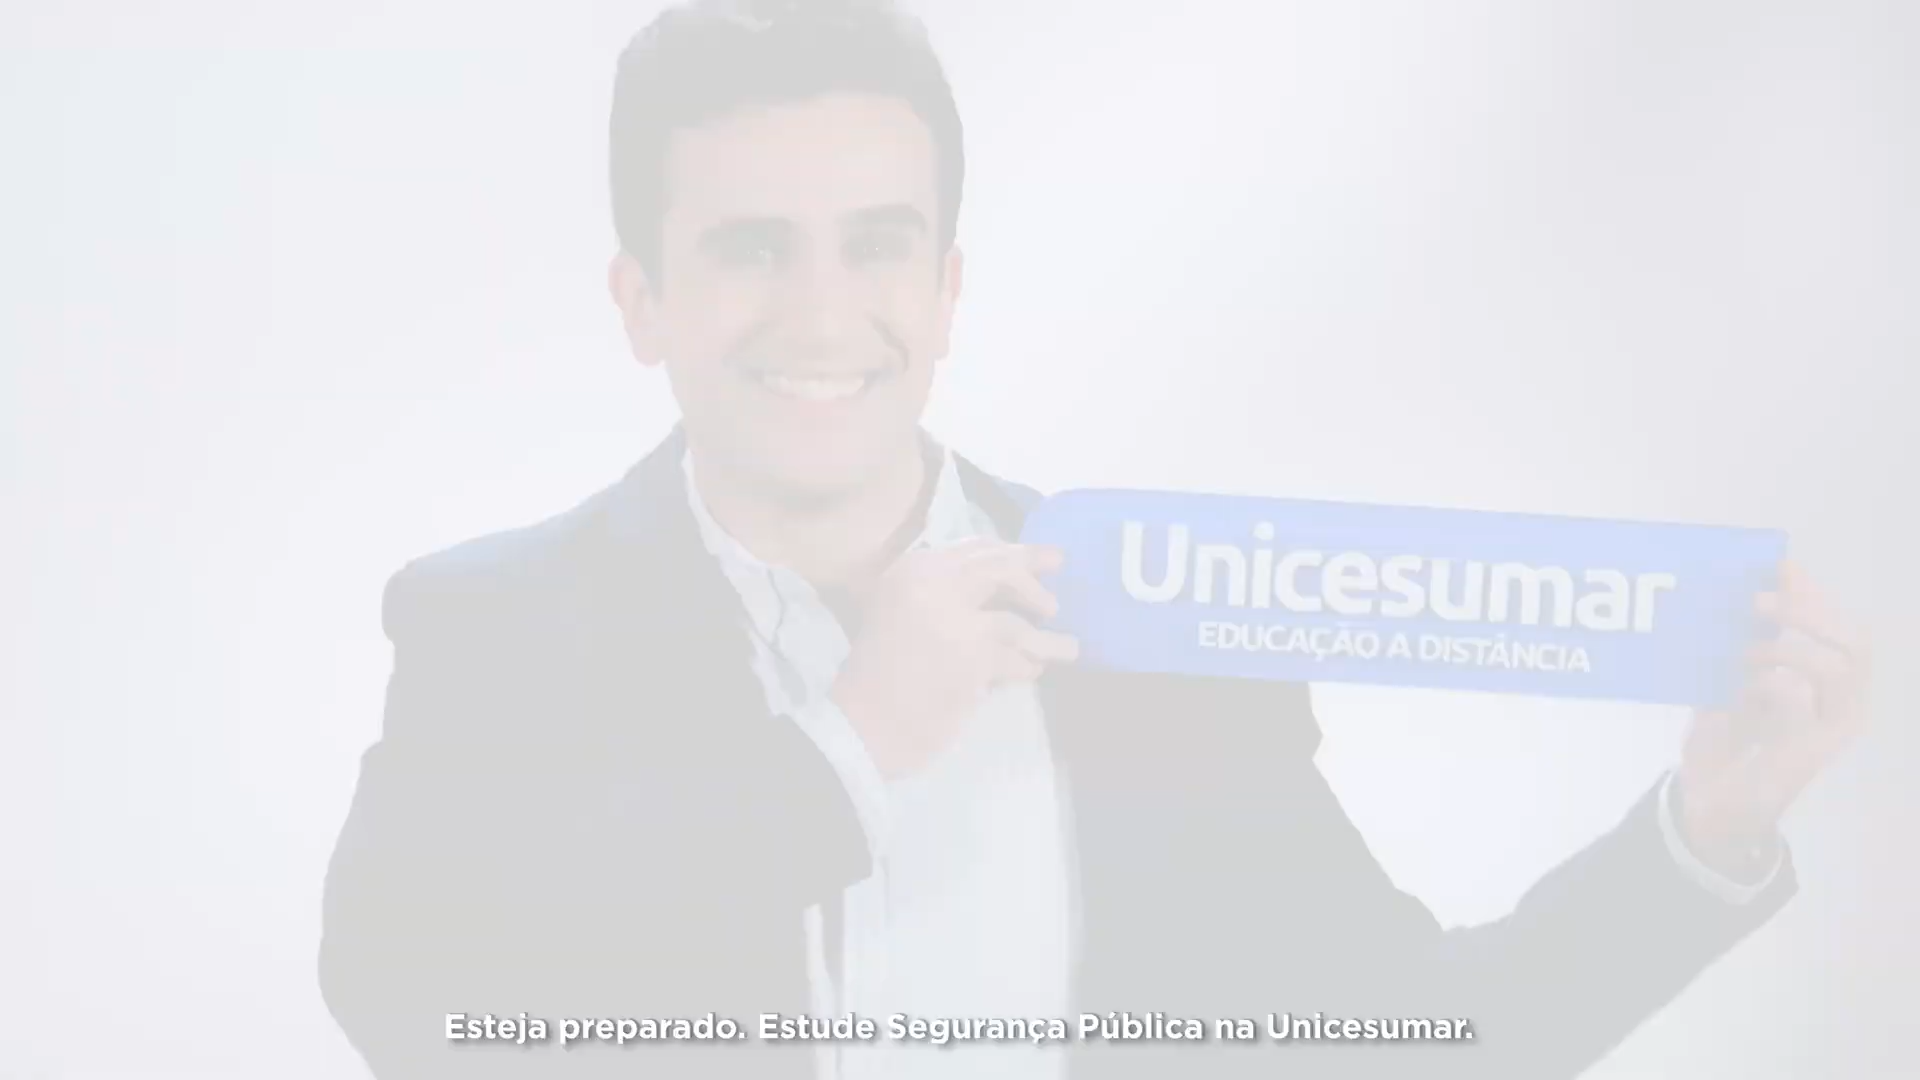 Unicesumar
EDUCAÇÃO A DISTÂNCIA
Esteja preparado. Estude Segurança Pública na Unicesumar.